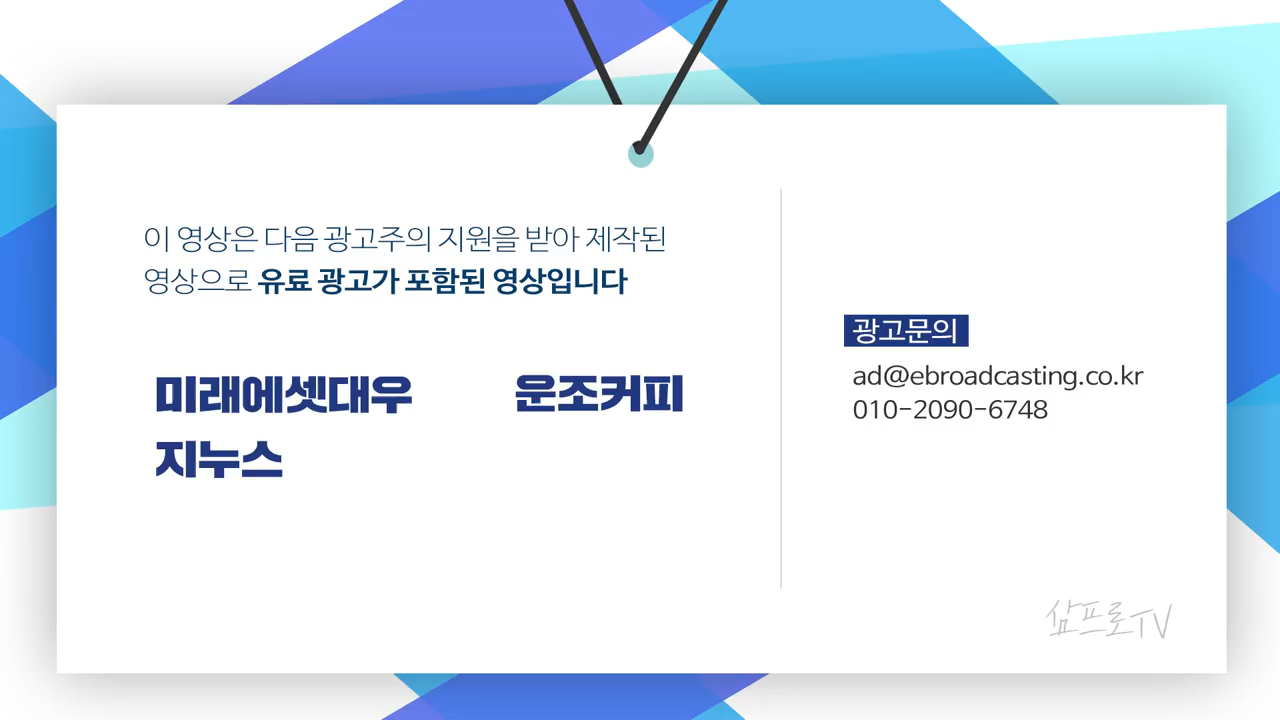 이 영상은 다음 광고주의 지원을 받아 제작된
영상으로 유료 광고가 포함된 영상입니다
미래에셋대우 운조커피
지누스
광고문의
ad@ebroadcasting.co.kr
010-2090-6748
삼프로TV